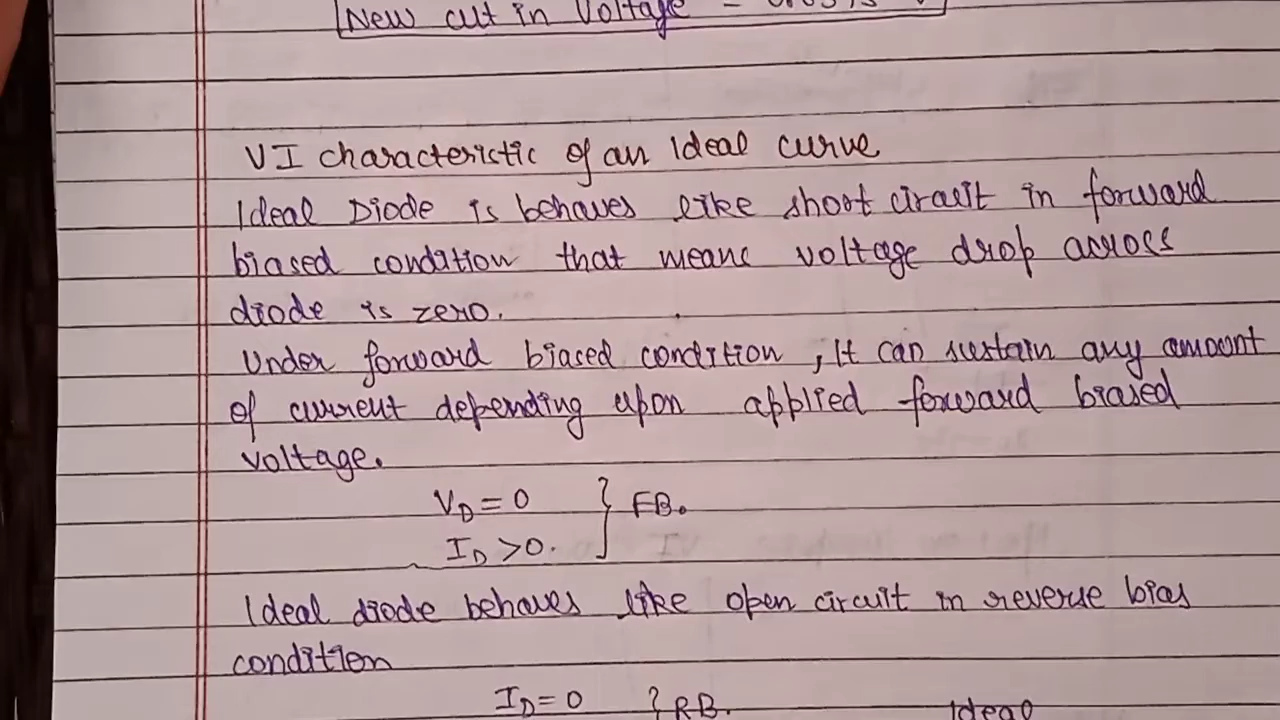 New cut in Voltage =
VI characteristic of an Ideal curve
Ideal Diode is behaves like short circuit in forward
biased condition that means voltage drop across
diode is zero.
Under forward biased condition, It can sustain any amount
of current depending upon applied forward biased
voltage.
V_D = 0 } FB.
I_D > 0.
Ideal diode behaves like open circuit in reverse bias
condition
I_D = 0 } RB. Ideal